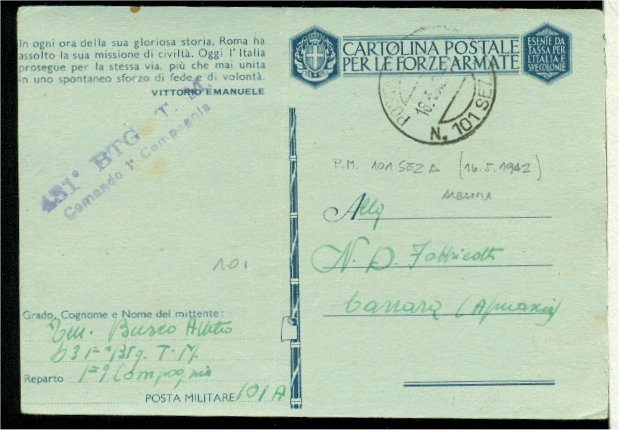 In ogni ora della sua gloriosa storia, Roma ha
assolto la sua missione di civiltà. Oggi l'Italia
prosegue per la stessa via, più che mai unita
in uno spontaneo sforzo di fede e di volontà.
VITTORIO EMANUELE
CARTOLINA POSTALE
PER LE FORZE ARMATE
ESENTE DA
TASSA PER
L'ITALIA E
SUE COLONIE
N. 101 SEZ
BTG. T. M.
Comando 1ª Compagnia
P.M. 101 SEZ A (16.5.1942)
Alla
N. D. Fabbricotti
Carrara (Apuania)
101
Grado, Cognome e Nome del mittente:
Ten.
Btg. T. M.
Reparto 1ª Compagnia
POSTA MILITARE 101 A